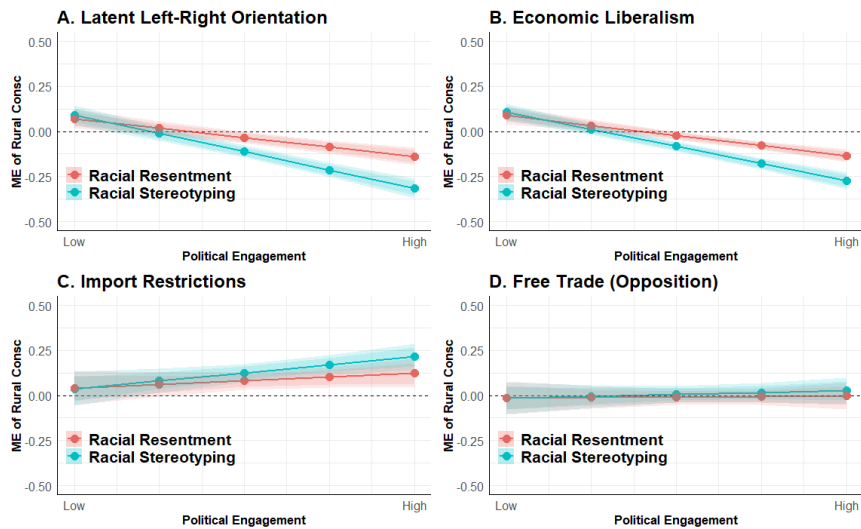 A. Latent Left-Right Orientation
ME of Rural Consc
0.50
0.25
0.00
-0.25
-0.50
Racial Resentment
Racial Stereotyping
Low
High
Political Engagement
B. Economic Liberalism
ME of Rural Consc
0.50
0.25
0.00
-0.25
-0.50
Racial Resentment
Racial Stereotyping
Low
High
Political Engagement
C. Import Restrictions
ME of Rural Consc
0.50
0.25
0.00
-0.25
-0.50
Racial Resentment
Racial Stereotyping
Low
High
Political Engagement
D. Free Trade (Opposition)
ME of Rural Consc
0.50
0.25
0.00
-0.25
-0.50
Racial Resentment
Racial Stereotyping
Low
High
Political Engagement